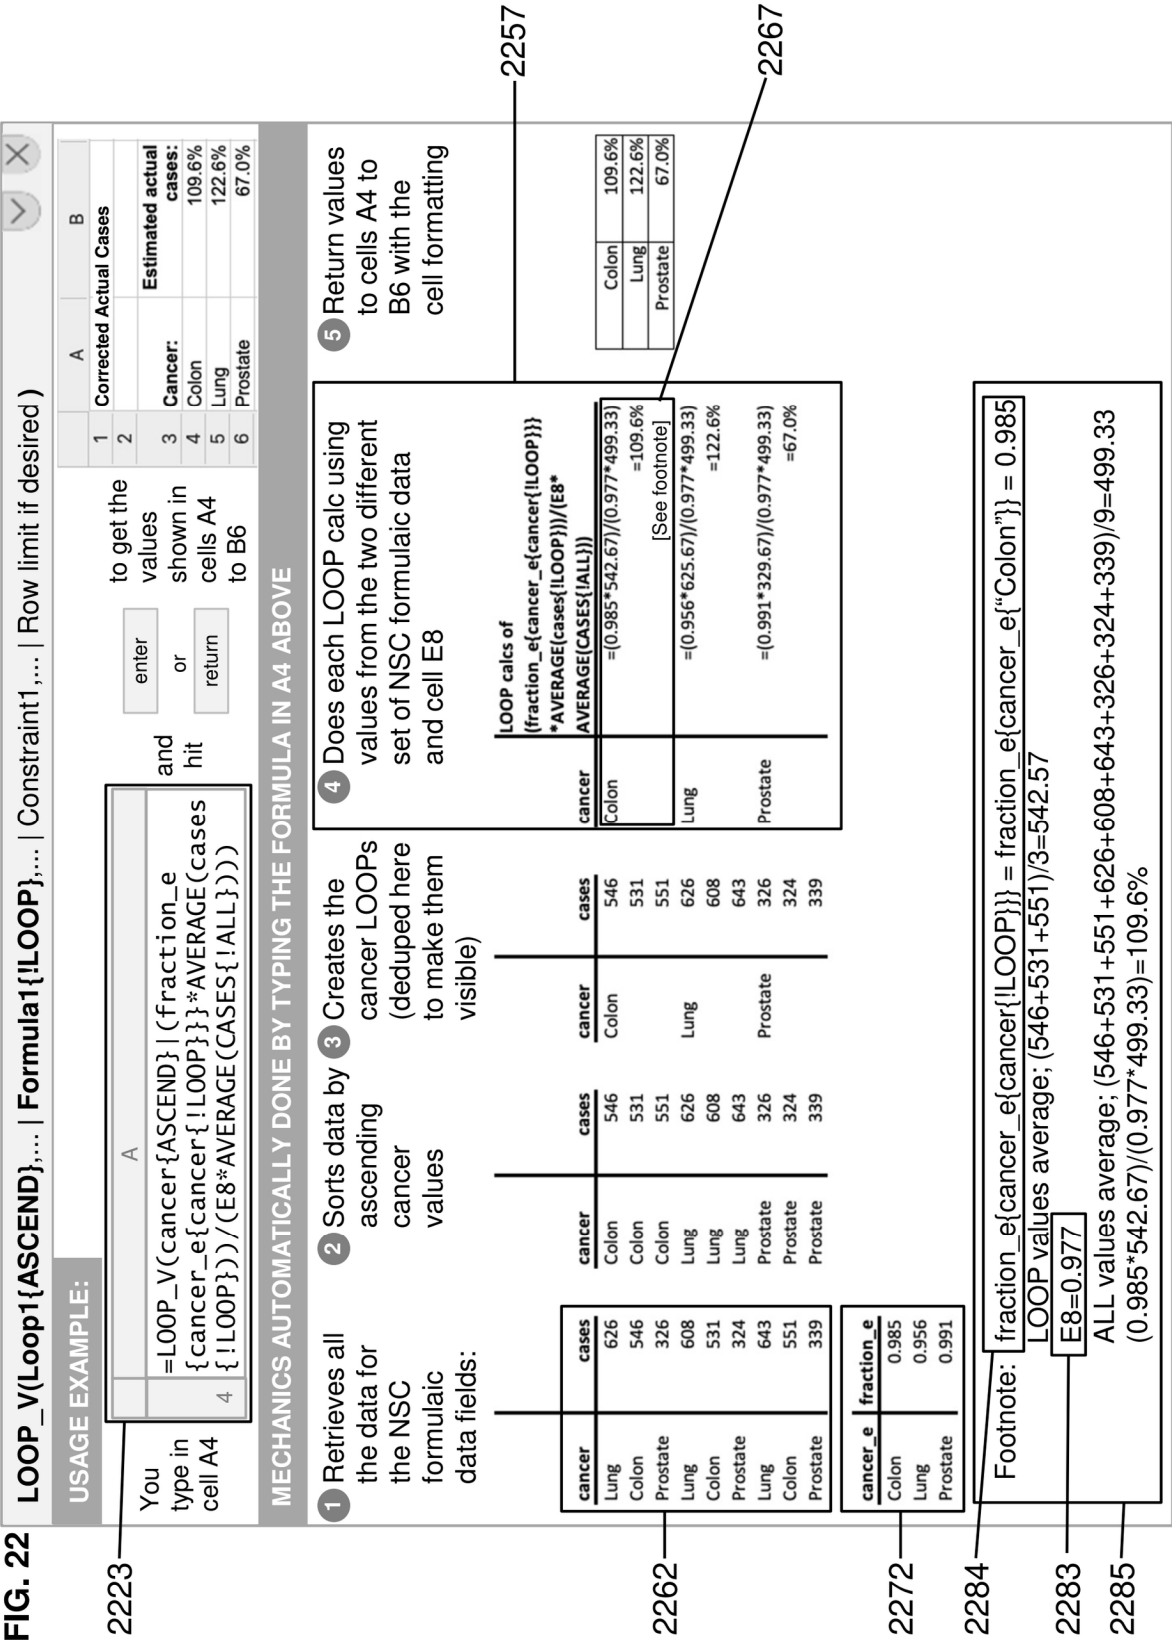 FIG. 22
LOOP_V(Loop1{ASCEND},... | Formula1{!LOOP},... | Constraint1,... | Row limit if desired )
USAGE EXAMPLE:
2223
You
type in
cell A4
A
4
=LOOP_V(cancer{ASCEND}|(fraction_e
{cancer_e{cancer{!LOOP}}}*AVERAGE(cases
{!LOOP}))/(E8*AVERAGE(CASES{!ALL})))
and
hit
enter
or
return
to get the
values
shown in
cells A4
to B6
A B
1 Corrected Actual Cases
2
Estimated actual
3 Cancer: cases:
4 Colon 109.6%
5 Lung 122.6%
6 Prostate 67.0%
MECHANICS AUTOMATICALLY DONE BY TYPING THE FORMULA IN A4 ABOVE
1 Retrieves all
the data for
the NSC
formulaic
data fields:
cancer cases
Lung 626
Colon 546
Prostate 326
Lung 608
Colon 531
Prostate 324
Lung 643
Colon 551
Prostate 339
2262
cancer_e fraction_e
Colon 0.985
Lung 0.956
Prostate 0.991
2272
2 Sorts data by
ascending
cancer
values
cancer cases
Colon 546
Colon 531
Colon 551
Lung 626
Lung 608
Lung 643
Prostate 326
Prostate 324
Prostate 339
3 Creates the
cancer LOOPs
(deduped here
to make them
visible)
cancer cases
Colon 546
531
551
Lung 626
608
643
Prostate 326
324
339
4 Does each LOOP calc using
values from the two different
set of NSC formulaic data
and cell E8
LOOP calcs of
(fraction_e{cancer_e{cancer{!LOOP}}}
*AVERAGE(cases{!LOOP}))/(E8*
cancer AVERAGE(CASES{!ALL}))
Colon =(0.985*542.67)/(0.977*499.33)
=109.6%
[See footnote]
Lung =(0.956*625.67)/(0.977*499.33)
=122.6%
Prostate =(0.991*329.67)/(0.977*499.33)
=67.0%
2257
2267
5 Return values
to cells A4 to
B6 with the
cell formatting
Colon 109.6%
Lung 122.6%
Prostate 67.0%
2284
2283
2285
Footnote: fraction_e{cancer_e{cancer{!LOOP}}} = fraction_e{cancer_e{“Colon”}} = 0.985
LOOP values average; (546+531+551)/3=542.57
E8=0.977
ALL values average; (546+531+551+626+608+643+326+324+339)/9=499.33
(0.985*542.67)/(0.977*499.33)=109.6%